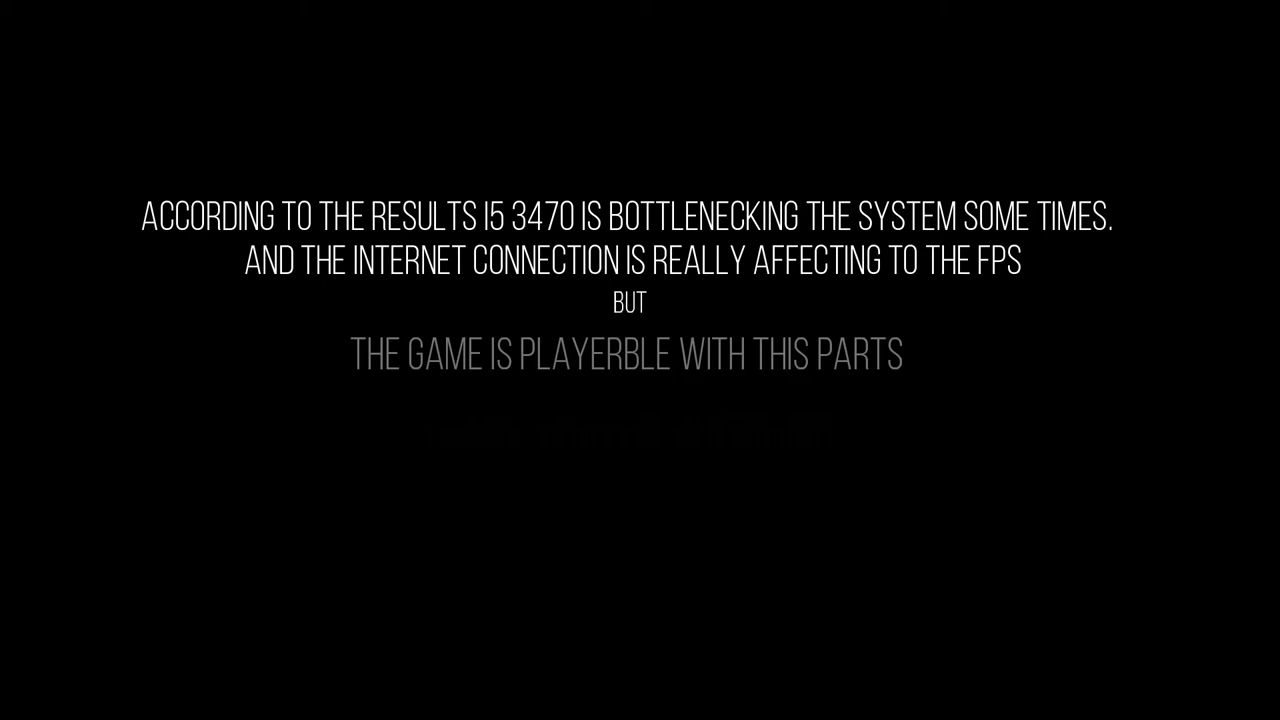 ACCORDING TO THE RESULTS I5 3470 IS BOTTLENECKING THE SYSTEM SOME TIMES.
AND THE INTERNET CONNECTION IS REALLY AFFECTING TO THE FPS
BUT
THE GAME IS PLAYERBLE WITH THIS PARTS